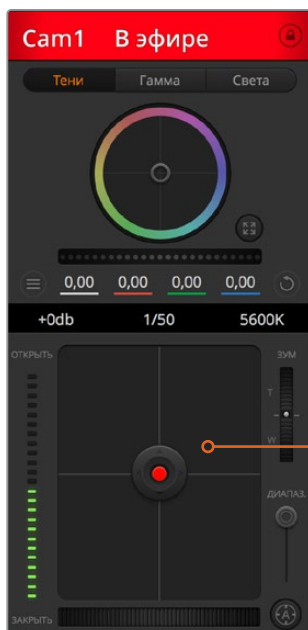 Cam1 В эфире
Тени Гамма Света
0,00 0,00 0,00 0,00
+0db 1/50 5600K
ОТКРЫТЬ ЗУМ
T
W
ДИАПАЗ.
ЗАКРЫТЬ A